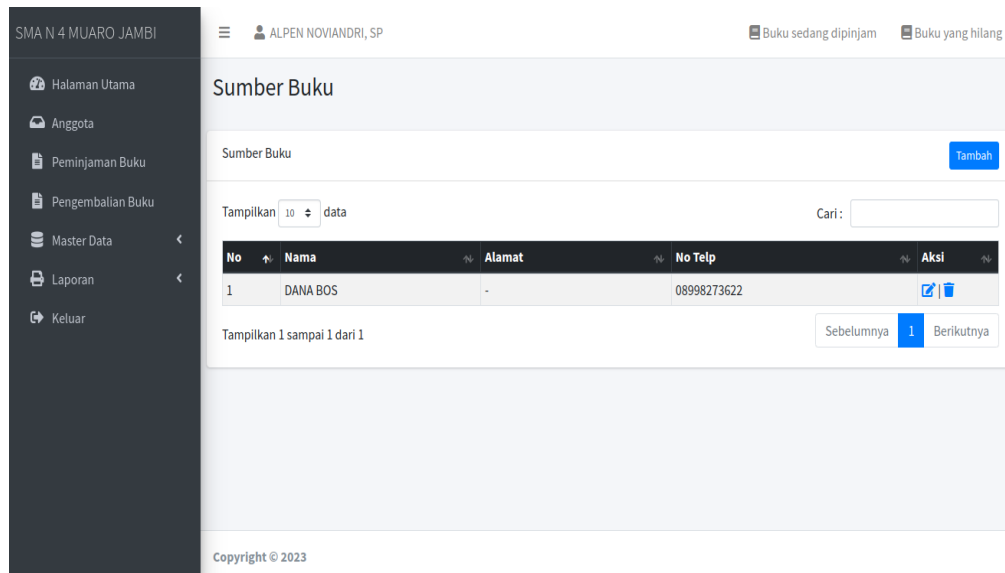 SMA N 4 MUARO JAMBI
ALPEN NOVIANDRI, SP
Buku sedang dipinjam
Buku yang hilang
Halaman Utama
Anggota
Peminjaman Buku
Pengembalian Buku
Master Data
Laporan
Keluar
Sumber Buku
Sumber Buku
Tambah
Tampilkan 10 data
Cari :
No Nama Alamat No Telp Aksi
1 DANA BOS - 08998273622 |
Tampilkan 1 sampai 1 dari 1
Sebelumnya 1 Berikutnya
Copyright © 2023